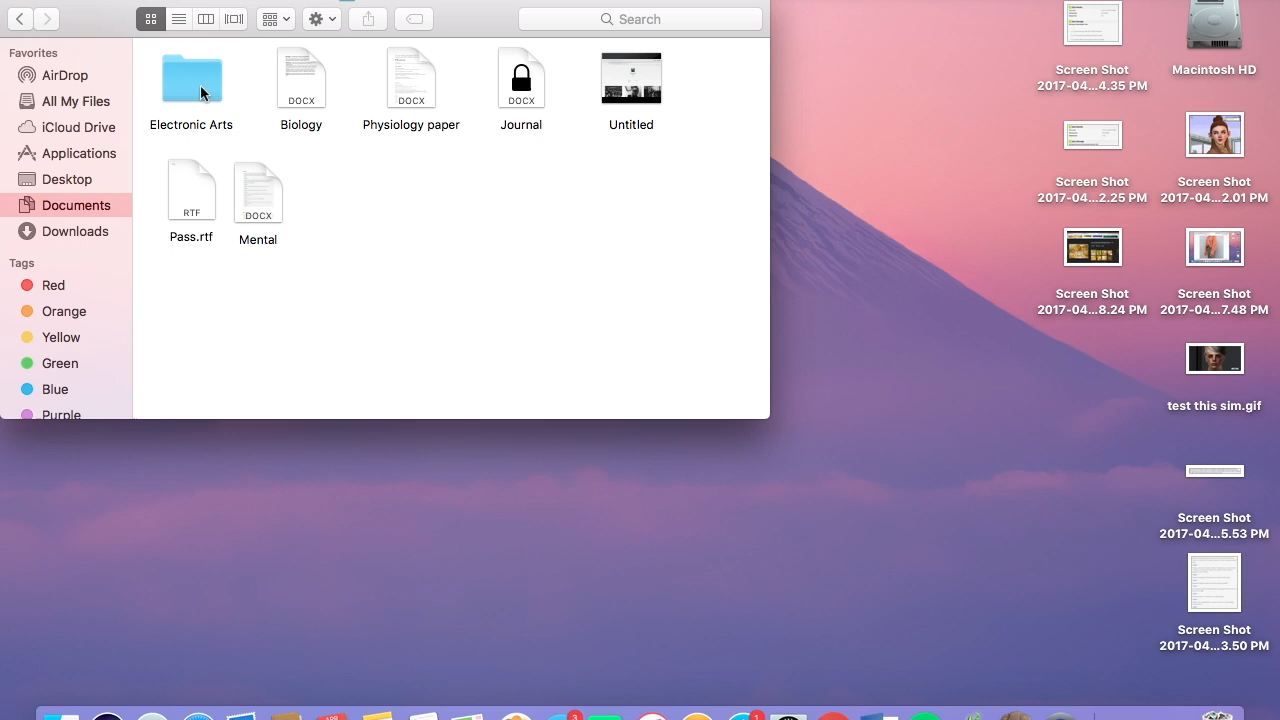 Search
Favorites
AirDrop
All My Files
iCloud Drive
Applications
Desktop
Documents
Downloads
Tags
Red
Orange
Yellow
Green
Blue
Purple
Electronic Arts
DOCX
Biology
DOCX
Physiology paper
DOCX
Journal
Untitled
RTF
Pass.rtf
DOCX
Mental
Screen Shot
2017-04...4.35 PM
Macintosh HD
Screen Shot
2017-04...2.25 PM
Screen Shot
2017-04...2.01 PM
Screen Shot
2017-04...8.24 PM
Screen Shot
2017-04...7.48 PM
test this sim.gif
Screen Shot
2017-04...5.53 PM
Screen Shot
2017-04...3.50 PM
APR
3
1